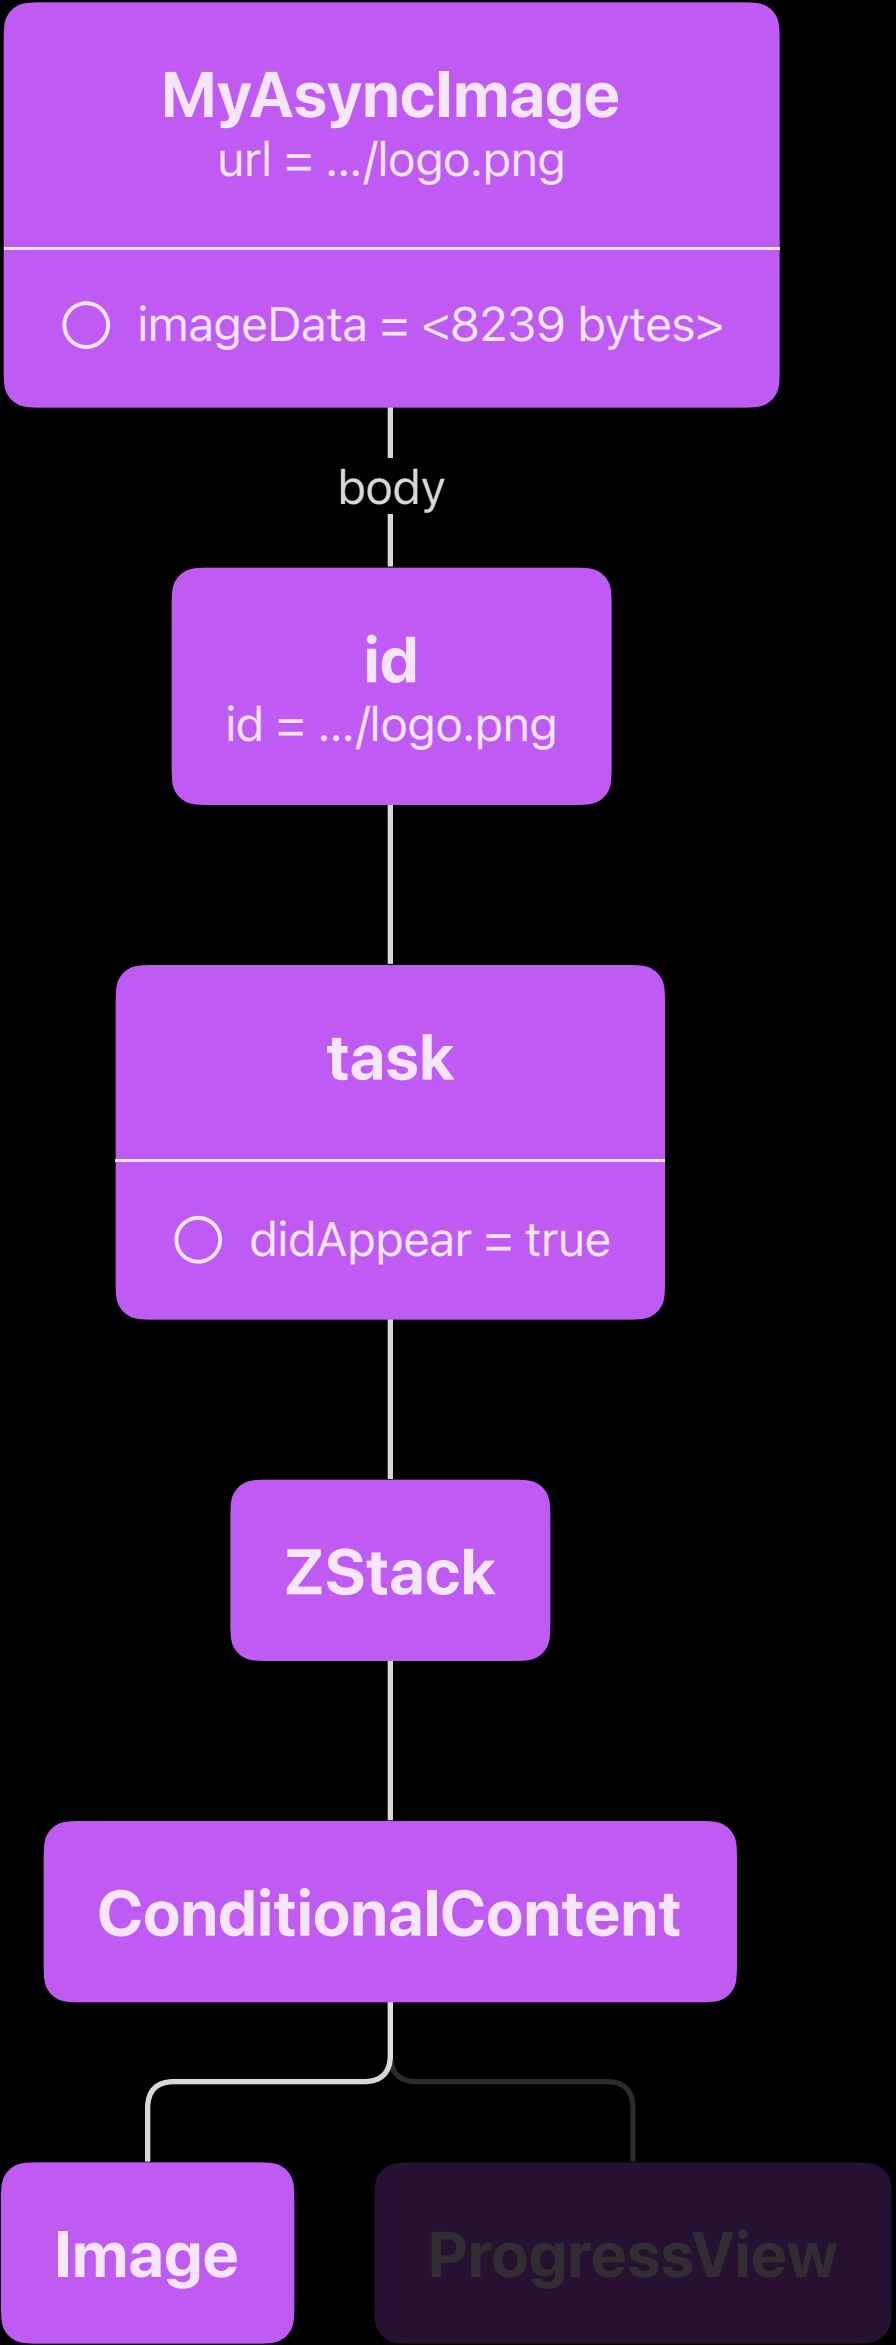 MyAsyncImage
url = .../logo.png
imageData = <8239 bytes>
body
id
id = .../logo.png
task
didAppear = true
ZStack
ConditionalContent
Image
ProgressView